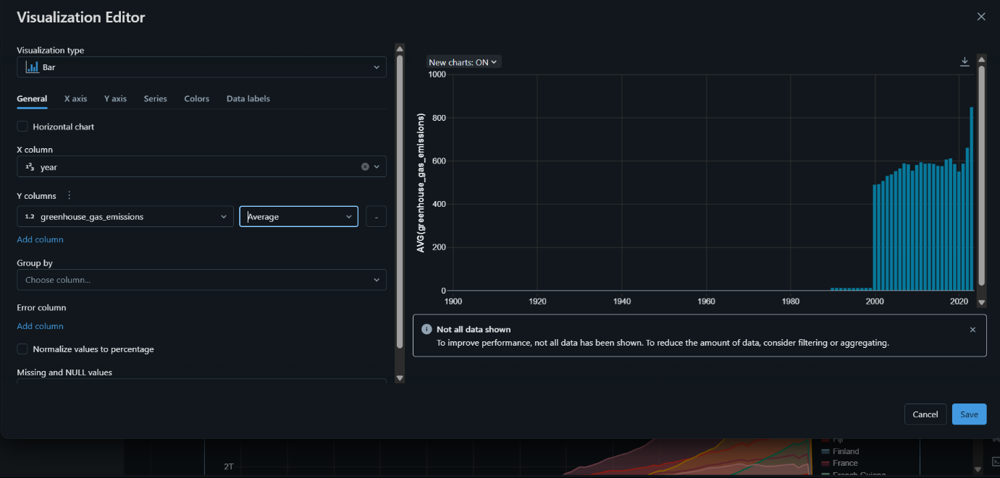 Visualization Editor
Visualization type
Bar
General X axis Y axis Series Colors Data labels
Horizontal chart
X column
1²3 year
Y columns
1.2 greenhouse_gas_emissions Average -
Add column
Group by
Choose column...
Error column
Add column
Normalize values to percentage
Missing and NULL values
New charts: ON
AVG(greenhouse_gas_emissions)
1000
800
600
400
200
0
1900 1920 1940 1960 1980 2000 2020
Not all data shown
To improve performance, not all data has been shown. To reduce the amount of data, consider filtering or aggregating.
Cancel Save
2T
Fiji
Finland
France
French Guiana